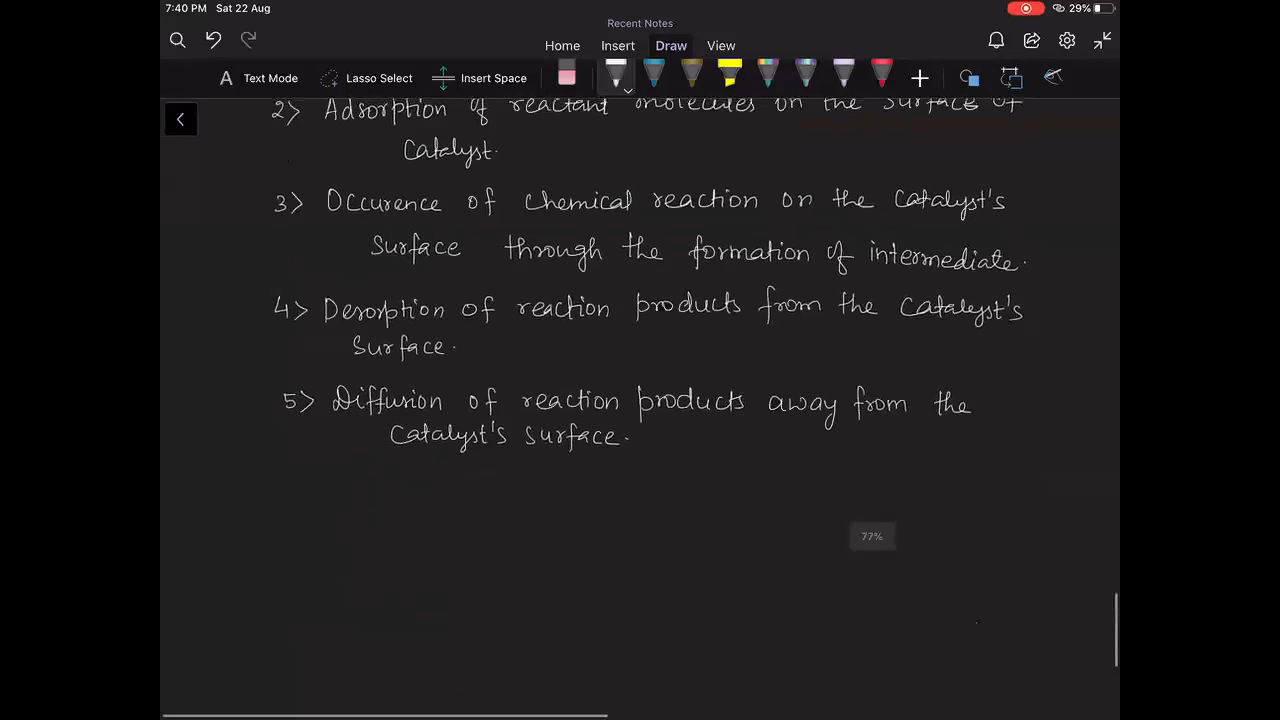 7:40 PM Sat 22 Aug
29%
Recent Notes
Home Insert Draw View
A Text Mode Lasso Select Insert Space
2> Adsorption of reactant molecules on the surface of
Catalyst.
3> Occurence of chemical reaction on the Catalyst's
Surface through the formation of intermediate.
4> Desorption of reaction products from the Catalyst's
Surface.
5> Diffusion of reaction products away from the
Catalyst's surface.
77%